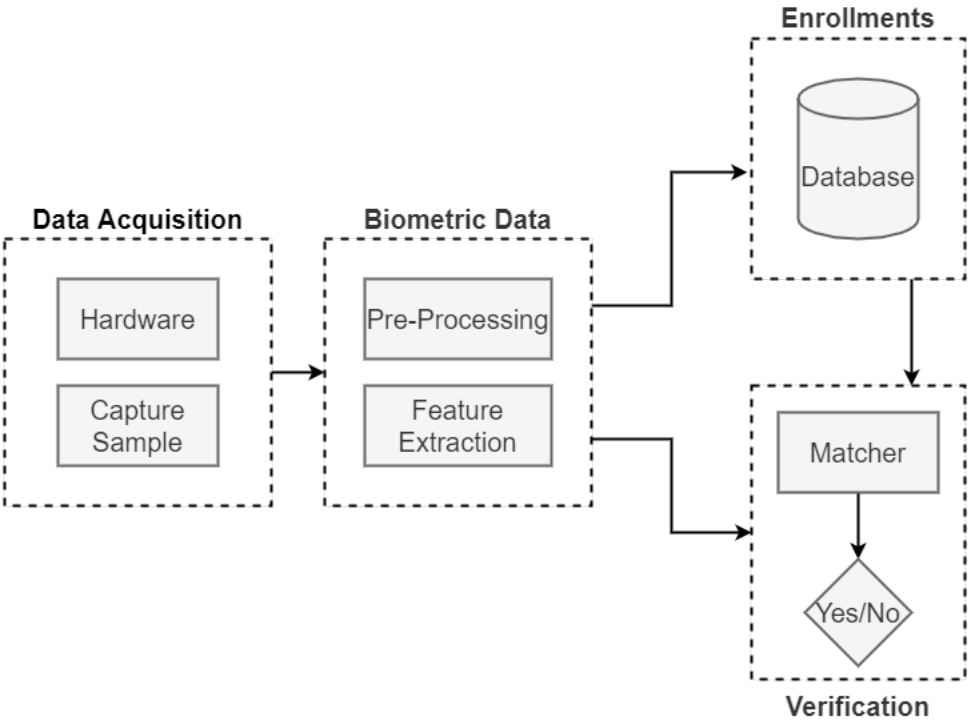 Enrollments
Database
Data Acquisition
Hardware
Capture
Sample
Biometric Data
Pre-Processing
Feature
Extraction
Matcher
Yes/No
Verification